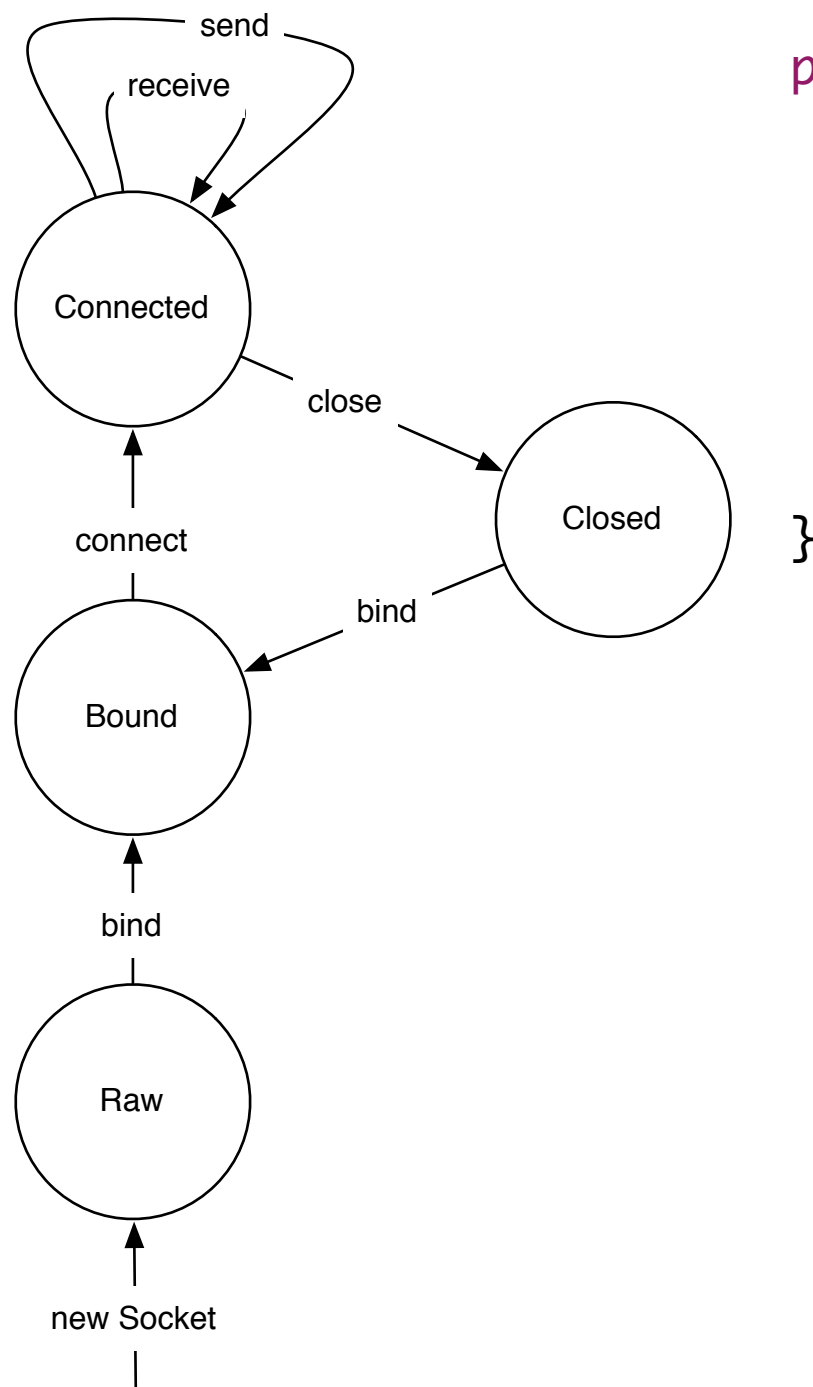 send
p
receive
Connected
close
Closed
}
connect
bind
Bound
bind
Raw
new Socket